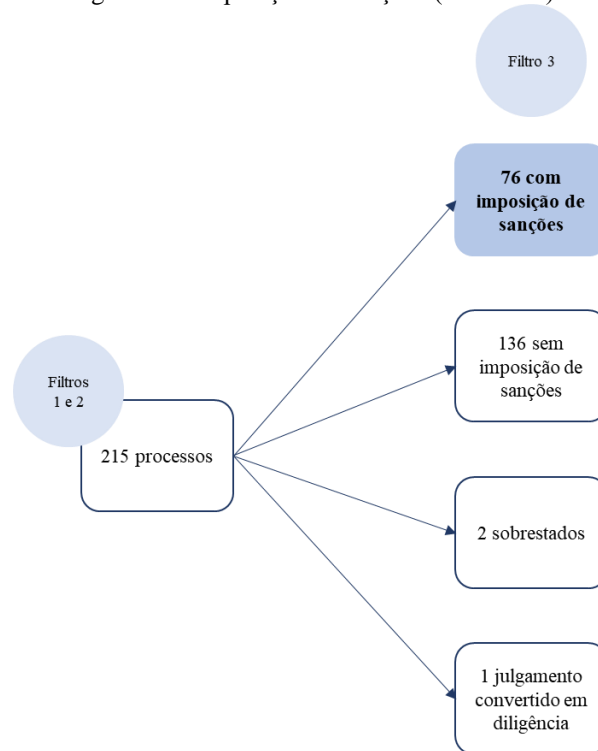 Filtro 3
76 com
imposição de
sanções
136 sem
imposição de
sanções
Filtros
1 e 2
215 processos
2 sobrestados
1 julgamento
convertido em
diligência